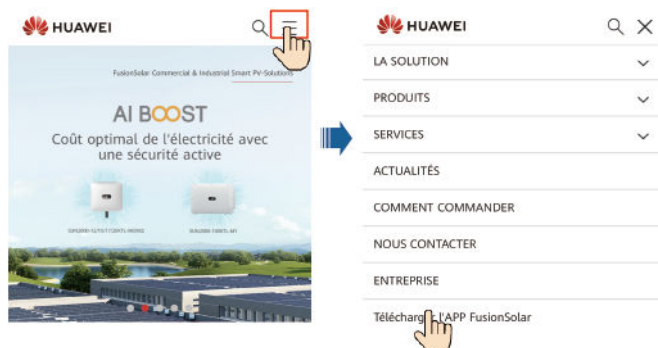 HUAWEI
FusionSolar Commercial & Industrial Smart PV-Solutions
AI BOOST
Coût optimal de l'électricité avec
une sécurité active
HUAWEI
LA SOLUTION
PRODUITS
SERVICES
ACTUALITÉS
COMMENT COMMANDER
NOUS CONTACTER
ENTREPRISE
Télécharger l'APP FusionSolar